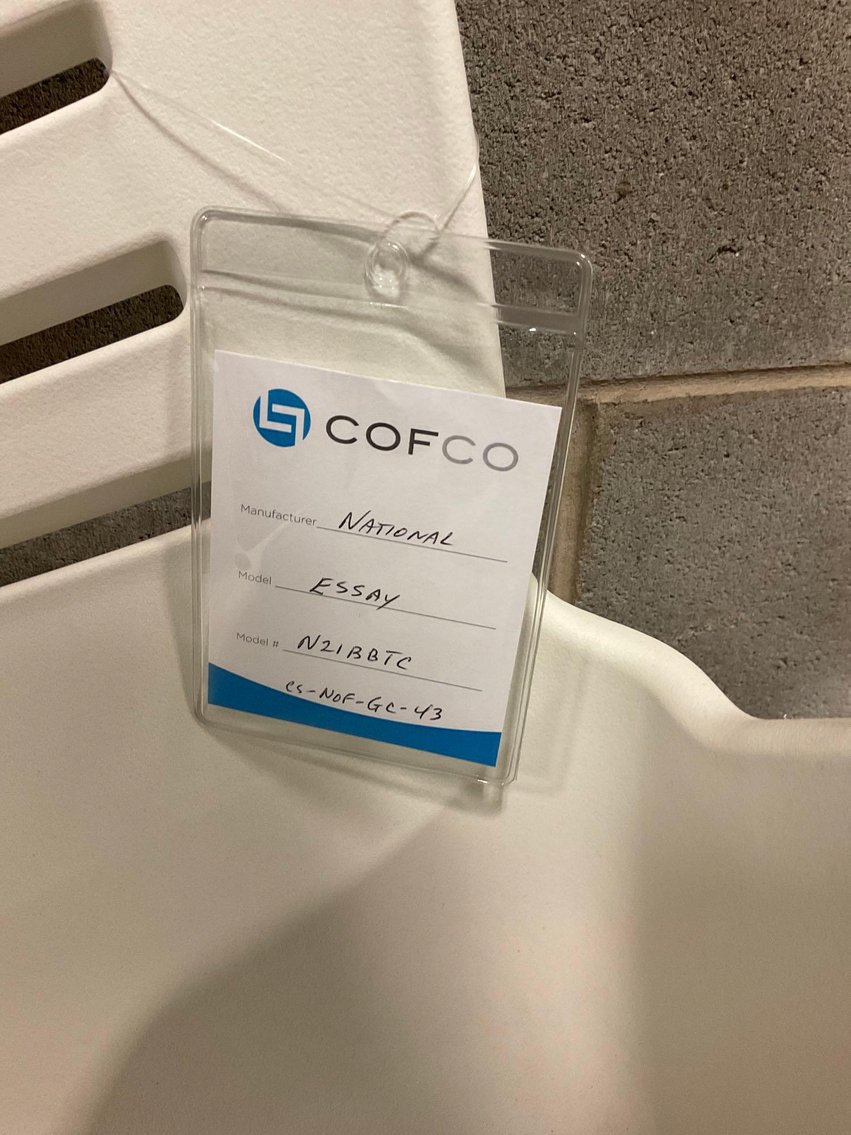 COFCO
Manufacturer NATIONAL
Model ESSAY
Model # N21BBTC
CS-NOF-GC-43